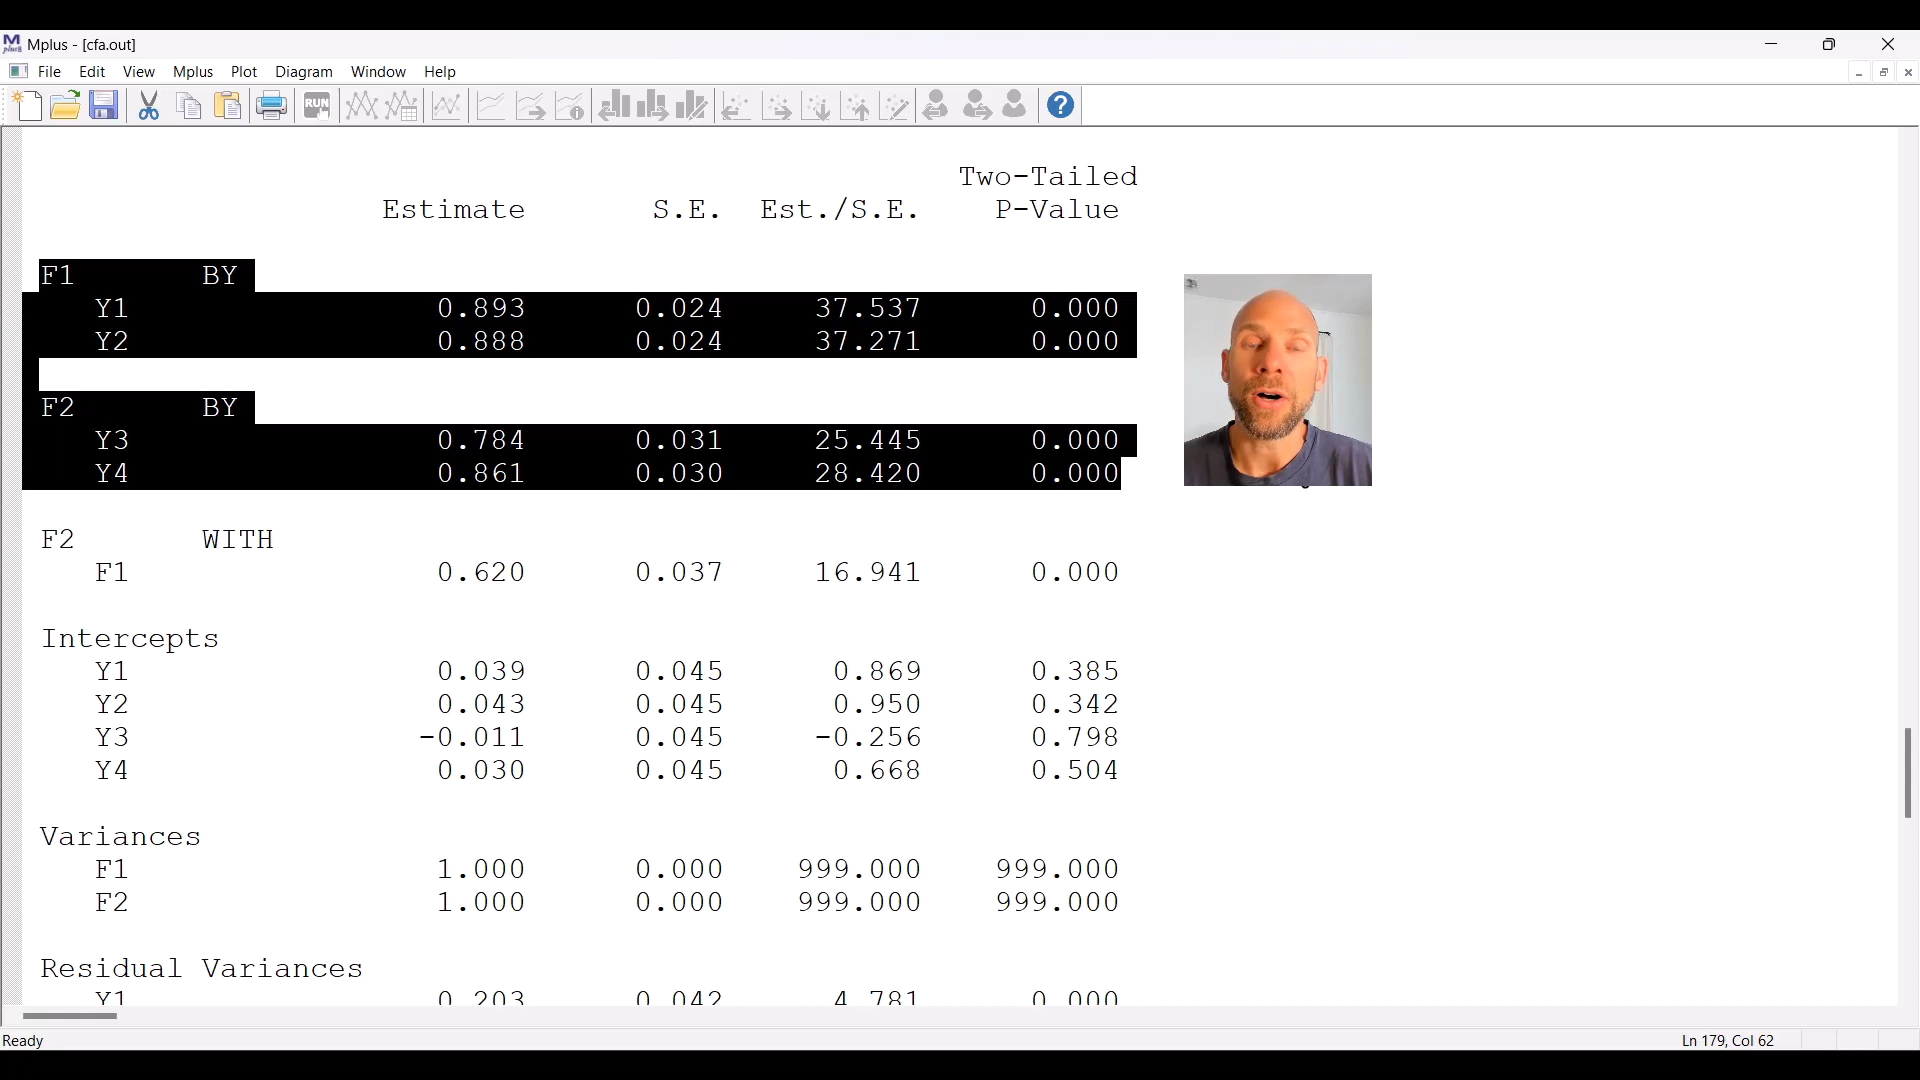 Mplus - [cfa.out]
File Edit View Mplus Plot Diagram Window Help
RUN
Two-Tailed
Estimate S.E. Est./S.E. P-Value
F1 BY
Y1 0.893 0.024 37.537 0.000
Y2 0.888 0.024 37.271 0.000
F2 BY
Y3 0.784 0.031 25.445 0.000
Y4 0.861 0.030 28.420 0.000
F2 WITH
F1 0.620 0.037 16.941 0.000
Intercepts
Y1 0.039 0.045 0.869 0.385
Y2 0.043 0.045 0.950 0.342
Y3 -0.011 0.045 -0.256 0.798
Y4 0.030 0.045 0.668 0.504
Variances
F1 1.000 0.000 999.000 999.000
F2 1.000 0.000 999.000 999.000
Residual Variances
Y1 0.203 0.042 4.781 0.000
Ready Ln 179, Col 62